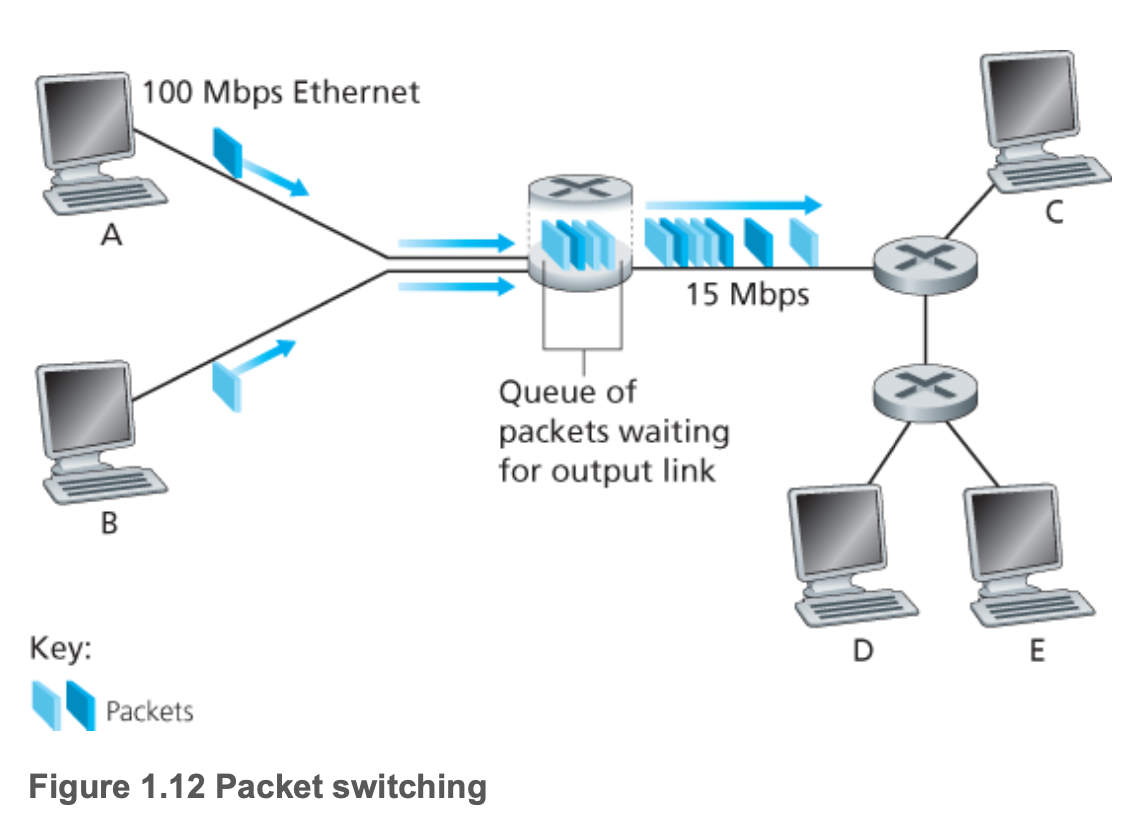 100 Mbps Ethernet
A
C
15 Mbps
Queue of
packets waiting
for output link
B
D
E
Key:
Packets
Figure 1.12 Packet switching